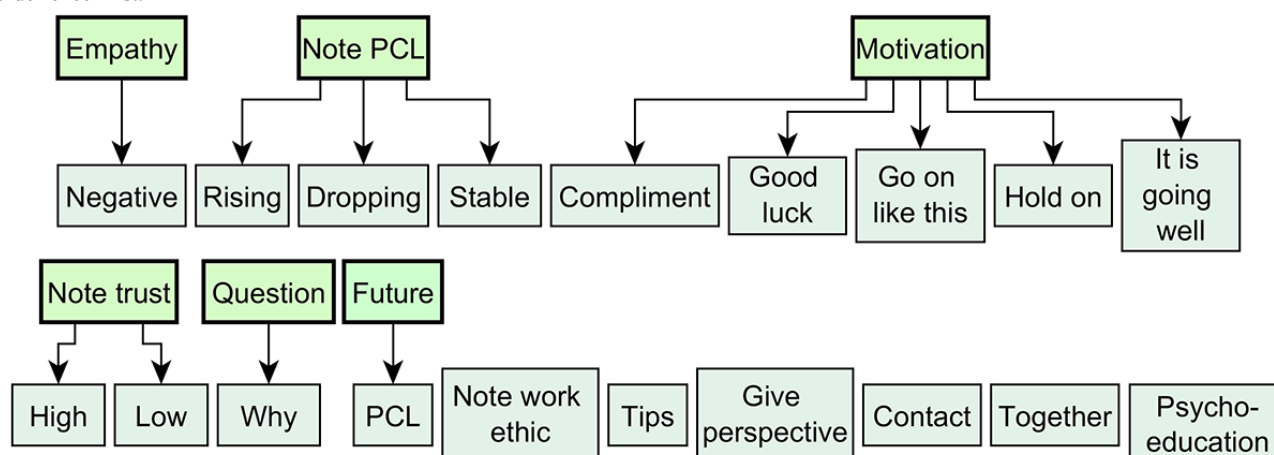 Empathy
Note PCL
Motivation
Negative
Rising
Dropping
Stable
Compliment
Good
luck
Go on
like this
Hold on
It is
going
well
Note trust
Question
Future
High
Low
Why
PCL
Note work
ethic
Tips
Give
perspective
Contact
Together
Psycho-
education